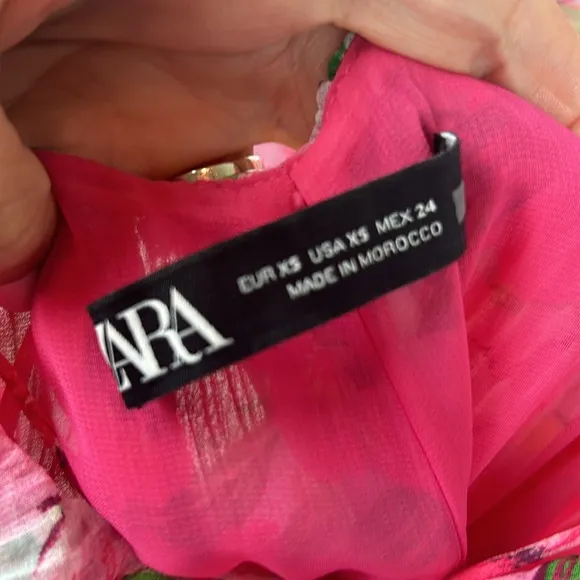 ZARA
EUR XS USA XS MEX 24
MADE IN MOROCCO